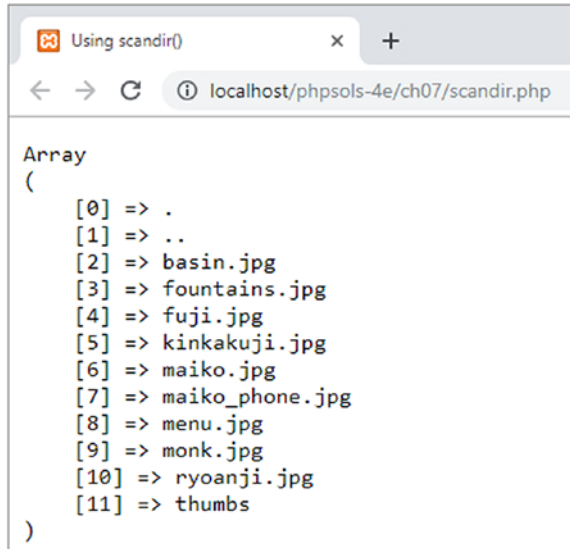 Using scandir()
localhost/phpsols-4e/ch07/scandir.php
Array
(
    [0] => .
    [1] => ..
    [2] => basin.jpg
    [3] => fountains.jpg
    [4] => fuji.jpg
    [5] => kinkakuji.jpg
    [6] => maiko.jpg
    [7] => maiko_phone.jpg
    [8] => menu.jpg
    [9] => monk.jpg
    [10] => ryoanji.jpg
    [11] => thumbs
)